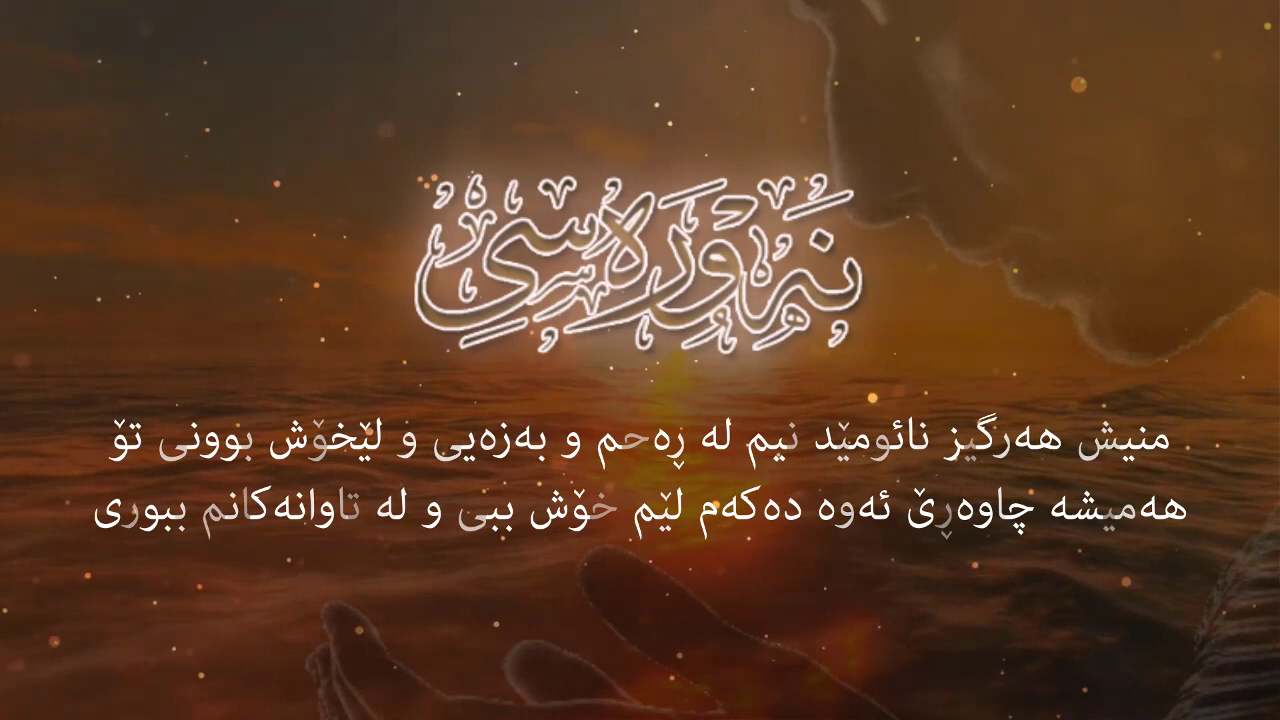 نەورەسی
منیش هەرگیز نائومێد نیم لە ڕەحم و بەزەیی و لێخۆش بوونی تۆ
هەمیشە چاوەڕێ ئەوە دەکەم لێم خۆش ببی و لە تاوانەکانم ببوری